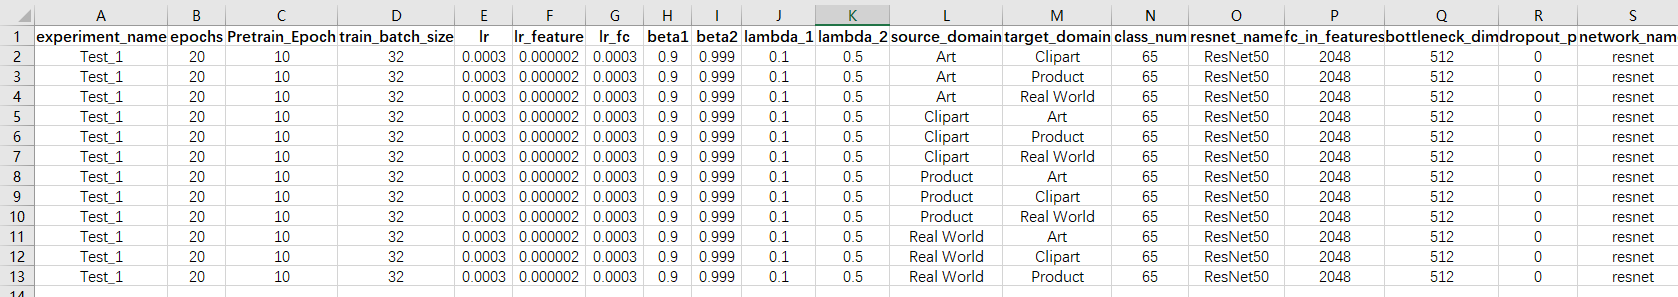 A B C D E F G H I J K L M N O P Q R S
1 experiment_name epochs Pretrain_Epoch train_batch_size lr lr_feature lr_fc beta1 beta2 lambda_1 lambda_2 source_domain target_domain class_num resnet_name fc_in_features bottleneck_dim dropout_p network_nam
2 Test_1 20 10 32 0.0003 0.000002 0.0003 0.9 0.999 0.1 0.5 Art Clipart 65 ResNet50 2048 512 0 resnet
3 Test_1 20 10 32 0.0003 0.000002 0.0003 0.9 0.999 0.1 0.5 Art Product 65 ResNet50 2048 512 0 resnet
4 Test_1 20 10 32 0.0003 0.000002 0.0003 0.9 0.999 0.1 0.5 Art Real World 65 ResNet50 2048 512 0 resnet
5 Test_1 20 10 32 0.0003 0.000002 0.0003 0.9 0.999 0.1 0.5 Clipart Art 65 ResNet50 2048 512 0 resnet
6 Test_1 20 10 32 0.0003 0.000002 0.0003 0.9 0.999 0.1 0.5 Clipart Product 65 ResNet50 2048 512 0 resnet
7 Test_1 20 10 32 0.0003 0.000002 0.0003 0.9 0.999 0.1 0.5 Clipart Real World 65 ResNet50 2048 512 0 resnet
8 Test_1 20 10 32 0.0003 0.000002 0.0003 0.9 0.999 0.1 0.5 Product Art 65 ResNet50 2048 512 0 resnet
9 Test_1 20 10 32 0.0003 0.000002 0.0003 0.9 0.999 0.1 0.5 Product Clipart 65 ResNet50 2048 512 0 resnet
10 Test_1 20 10 32 0.0003 0.000002 0.0003 0.9 0.999 0.1 0.5 Product Real World 65 ResNet50 2048 512 0 resnet
11 Test_1 20 10 32 0.0003 0.000002 0.0003 0.9 0.999 0.1 0.5 Real World Art 65 ResNet50 2048 512 0 resnet
12 Test_1 20 10 32 0.0003 0.000002 0.0003 0.9 0.999 0.1 0.5 Real World Clipart 65 ResNet50 2048 512 0 resnet
13 Test_1 20 10 32 0.0003 0.000002 0.0003 0.9 0.999 0.1 0.5 Real World Product 65 ResNet50 2048 512 0 resnet